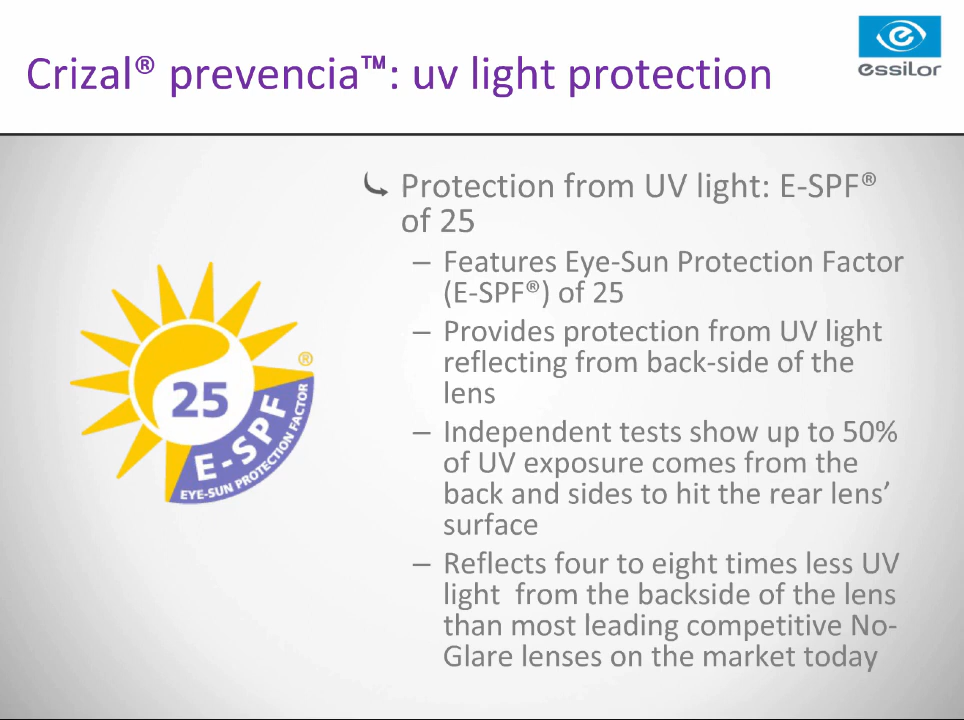 Crizal® prevencia™: uv light protection
essilor
Protection from UV light: E-SPF®
of 25
– Features Eye-Sun Protection Factor
(E-SPF®) of 25
– Provides protection from UV light
reflecting from back-side of the
lens
– Independent tests show up to 50%
of UV exposure comes from the
back and sides to hit the rear lens’
surface
– Reflects four to eight times less UV
light  from the backside of the lens
than most leading competitive No-
Glare lenses on the market today
®
25
E-SPF
EYE-SUN PROTECTION FACTOR